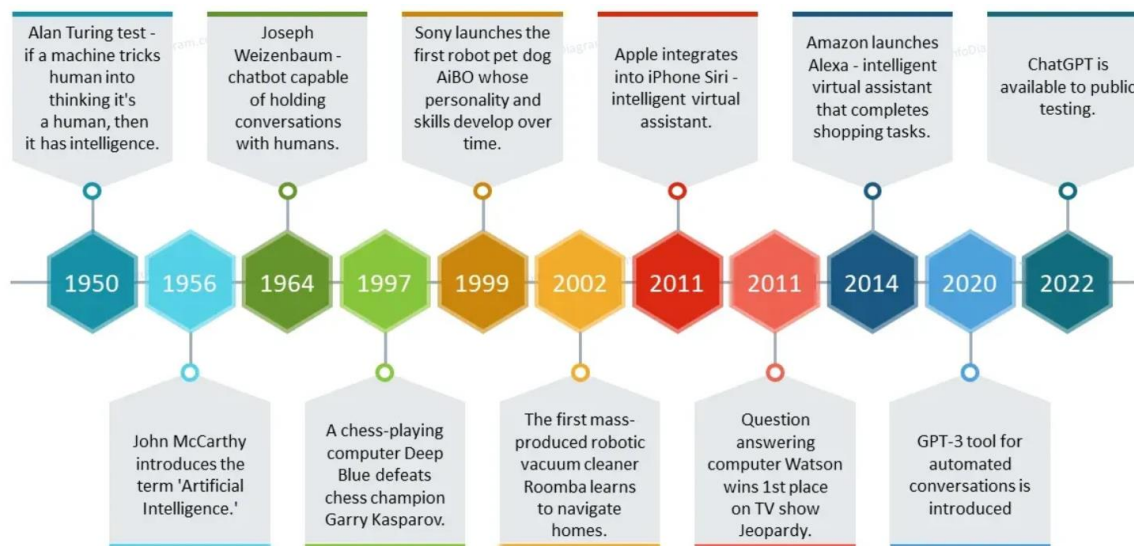 Alan Turing test -
if a machine tricks
human into
thinking it's
a human, then
it has intelligence.
Joseph
Weizenbaum -
chatbot capable
of holding
conversations
with humans.
Sony launches the
first robot pet dog
AiBO whose
personality and
skills develop over
time.
Apple integrates
into iPhone Siri -
intelligent virtual
assistant.
Amazon launches
Alexa - intelligent
virtual assistant
that completes
shopping tasks.
ChatGPT is
available to public
testing.
1950
1956
1964
1997
1999
2002
2011
2011
2014
2020
2022
John McCarthy
introduces the
term 'Artificial
Intelligence.'
A chess-playing
computer Deep
Blue defeats
chess champion
Garry Kasparov.
The first mass-
produced robotic
vacuum cleaner
Roomba learns
to navigate
homes.
Question
answering
computer Watson
wins 1st place
on TV show
Jeopardy.
GPT-3 tool for
automated
conversations is
introduced